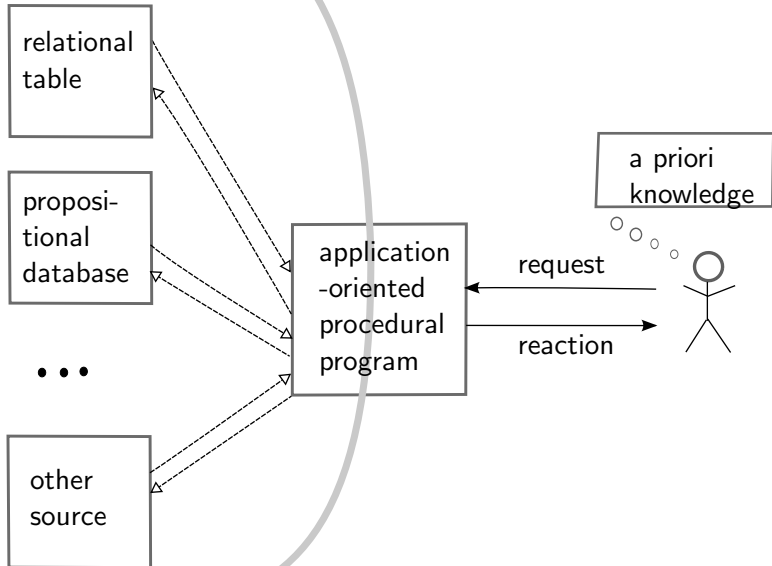 relational
table
proposi-
tional
database
other
source
application
-oriented
procedural
program
request
reaction
a priori
knowledge